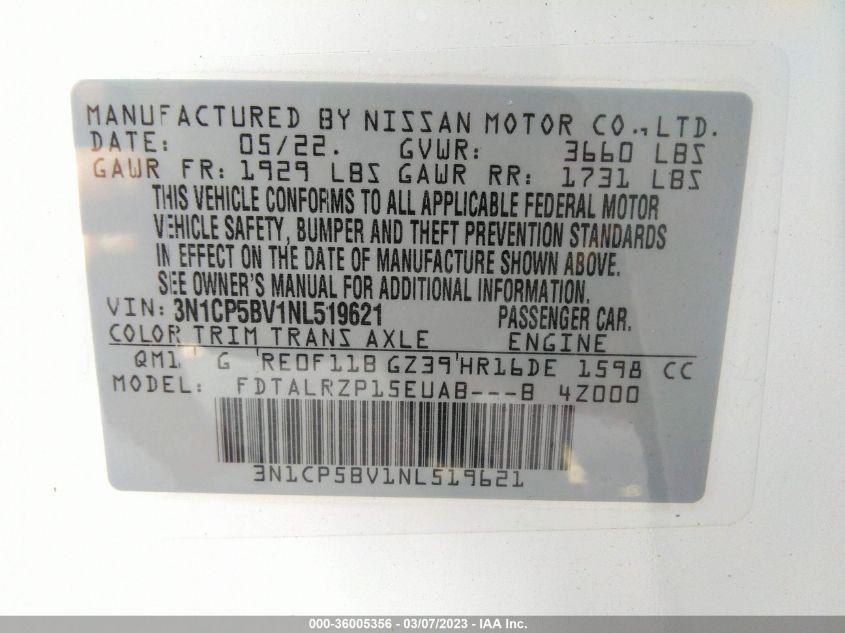 MANUFACTURED BY NISSAN MOTOR CO., LTD.
DATE: 05/22. GVWR: 3660 LBS
GAWR FR: 1929 LBS GAWR RR: 1731 LBS
THIS VEHICLE CONFORMS TO ALL APPLICABLE FEDERAL MOTOR
VEHICLE SAFETY, BUMPER AND THEFT PREVENTION STANDARDS
IN EFFECT ON THE DATE OF MANUFACTURE SHOWN ABOVE.
SEE OWNER'S MANUAL FOR ADDITIONAL INFORMATION.
VIN: 3N1CP5BV1NL519621 PASSENGER CAR.
COLOR TRIM TRANS AXLE ENGINE
QM1 G RE0F11B GZ39 HR16DE 1598 CC
MODEL: FDTALRZP15EUAB---B 4Z000
3N1CP5BV1NL519621
000-36005356 — 03/07/2023 — IAA Inc.